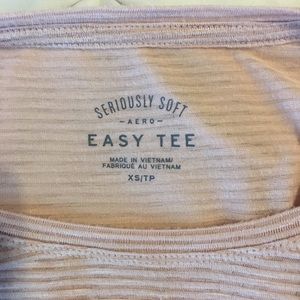 SERIOUSLY SOFT
– AERO –
EASY TEE
MADE IN VIETNAM/
FABRIQUÉ AU VIETNAM
XS/TP